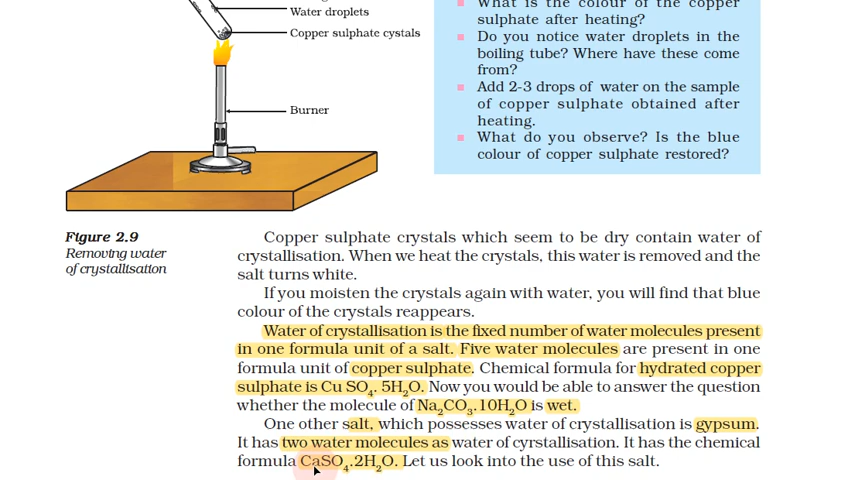 Water droplets
Copper sulphate cystals
Burner
What is the colour of the copper
sulphate after heating?
Do you notice water droplets in the
boiling tube? Where have these come
from?
Add 2-3 drops of water on the sample
of copper sulphate obtained after
heating.
What do you observe? Is the blue
colour of copper sulphate restored?
Figure 2.9
Removing water
of crystallisation
Copper sulphate crystals which seem to be dry contain water of
crystallisation. When we heat the crystals, this water is removed and the
salt turns white.
If you moisten the crystals again with water, you will find that blue
colour of the crystals reappears.
Water of crystallisation is the fixed number of water molecules present
in one formula unit of a salt. Five water molecules are present in one
formula unit of copper sulphate. Chemical formula for hydrated copper
sulphate is Cu SO₄. 5H₂O. Now you would be able to answer the question
whether the molecule of Na₂CO₃.10H₂O is wet.
One other salt, which possesses water of crystallisation is gypsum.
It has two water molecules as water of cyrstallisation. It has the chemical
formula CaSO₄.2H₂O. Let us look into the use of this salt.